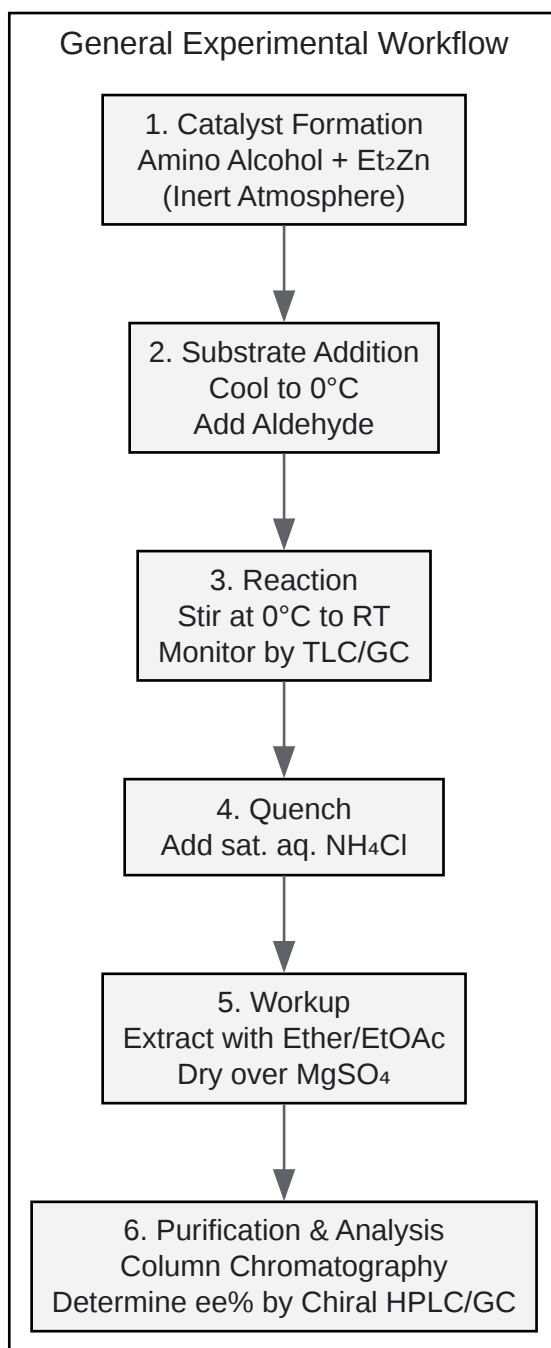 General Experimental Workflow
1. Catalyst Formation
Amino Alcohol + Et₂Zn
(Inert Atmosphere)
2. Substrate Addition
Cool to 0°C
Add Aldehyde
3. Reaction
Stir at 0°C to RT
Monitor by TLC/GC
4. Quench
Add sat. aq. NH₄Cl
5. Workup
Extract with Ether/EtOAc
Dry over MgSO₄
6. Purification & Analysis
Column Chromatography
Determine ee% by Chiral HPLC/GC